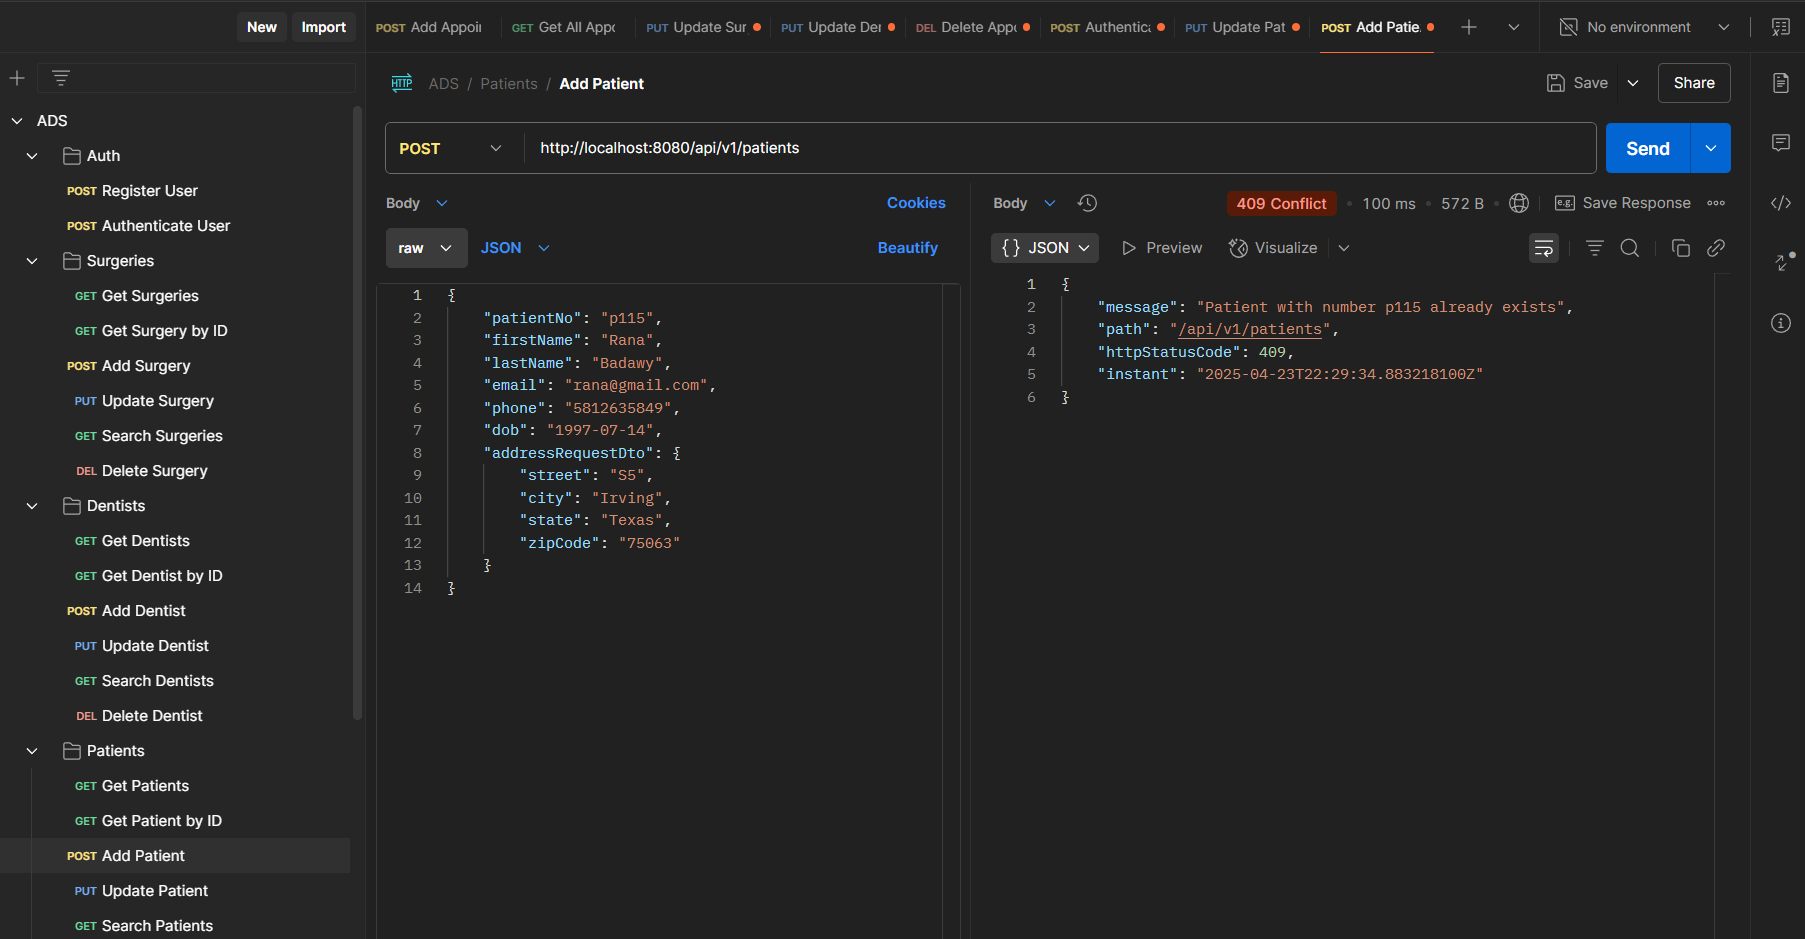 New
Import
POST Add Appoi
GET Get All Appo
PUT Update Sur
PUT Update Der
DEL Delete Appo
POST Authentica
PUT Update Pat
POST Add Patie
No environment
ADS / Patients / Add Patient
Save
Share
POST
http://localhost:8080/api/v1/patients
Send
ADS
Auth
POST Register User
POST Authenticate User
Surgeries
GET Get Surgeries
GET Get Surgery by ID
POST Add Surgery
PUT Update Surgery
GET Search Surgeries
DEL Delete Surgery
Dentists
GET Get Dentists
GET Get Dentist by ID
POST Add Dentist
PUT Update Dentist
GET Search Dentists
DEL Delete Dentist
Patients
GET Get Patients
GET Get Patient by ID
POST Add Patient
PUT Update Patient
GET Search Patients
Body
Cookies
raw
JSON
Beautify
1 {
2 "patientNo": "p115",
3 "firstName": "Rana",
4 "lastName": "Badawy",
5 "email": "rana@gmail.com",
6 "phone": "5812635849",
7 "dob": "1997-07-14",
8 "addressRequestDto": {
9 "street": "S5",
10 "city": "Irving",
11 "state": "Texas",
12 "zipCode": "75063"
13 }
14 }
Body
409 Conflict
100 ms
572 B
e.g. Save Response
{} JSON
Preview
Visualize
1 {
2 "message": "Patient with number p115 already exists",
3 "path": "/api/v1/patients",
4 "httpStatusCode": 409,
5 "instant": "2025-04-23T22:29:34.883218100Z"
6 }